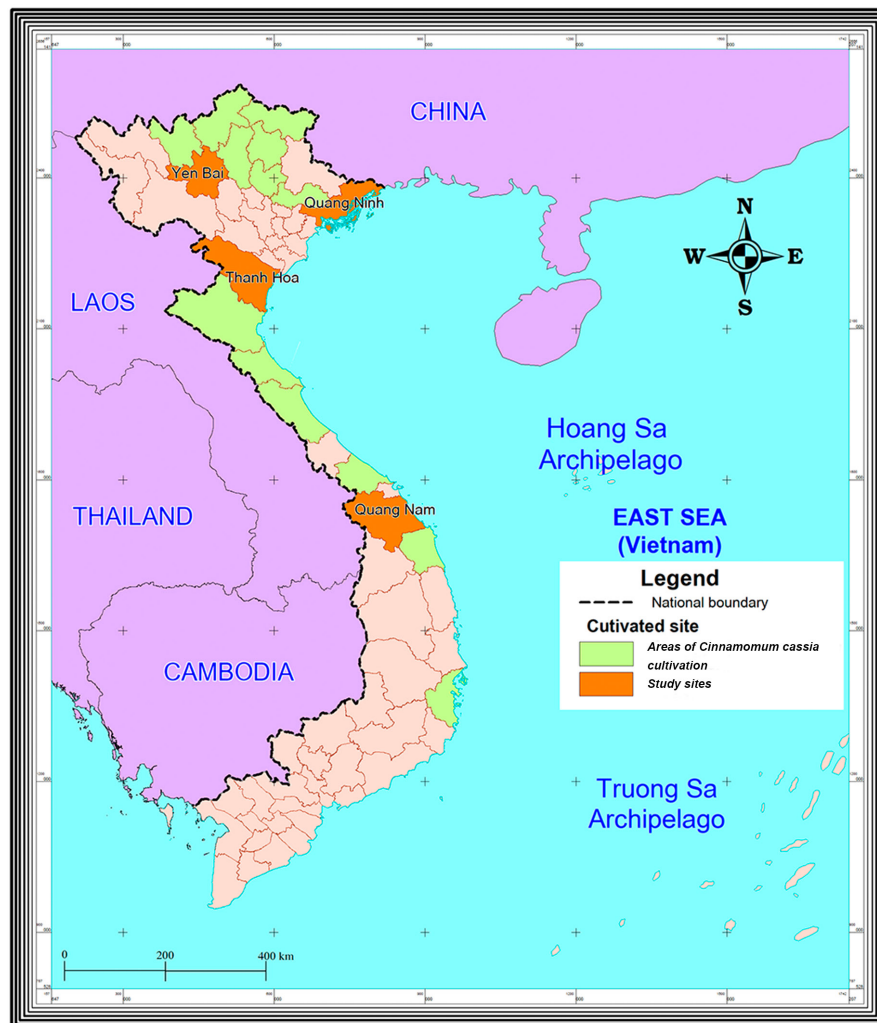 CHINA
Yen Bai
Quang Ninh
N
W
E
S
Thanh Hoa
LAOS
Hoang Sa
Archipelago
THAILAND
Quang Nam
EAST SEA
(Vietnam)
Legend
National boundary
Cutivated site
Areas of Cinnamomum cassia
cultivation
Study sites
CAMBODIA
Truong Sa
Archipelago
0 200 400 km